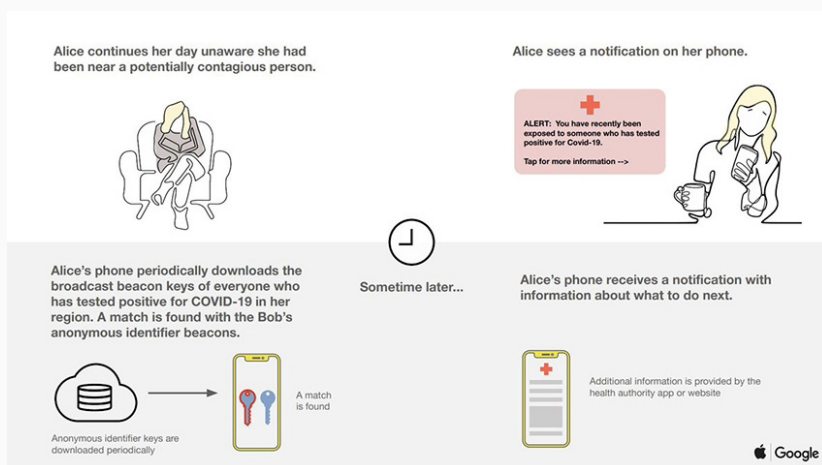 Alice continues her day unaware she had
been near a potentially contagious person.
Alice sees a notification on her phone.
ALERT: You have recently been
exposed to someone who has tested
positive for Covid-19.
Tap for more information -->
Sometime later...
Alice's phone periodically downloads the
broadcast beacon keys of everyone who
has tested positive for COVID-19 in her
region. A match is found with the Bob's
anonymous identifier beacons.
A match
is found
Anonymous identifier keys are
downloaded periodically
Alice's phone receives a notification with
information about what to do next.
Additional information is provided by the
health authority app or website
Google